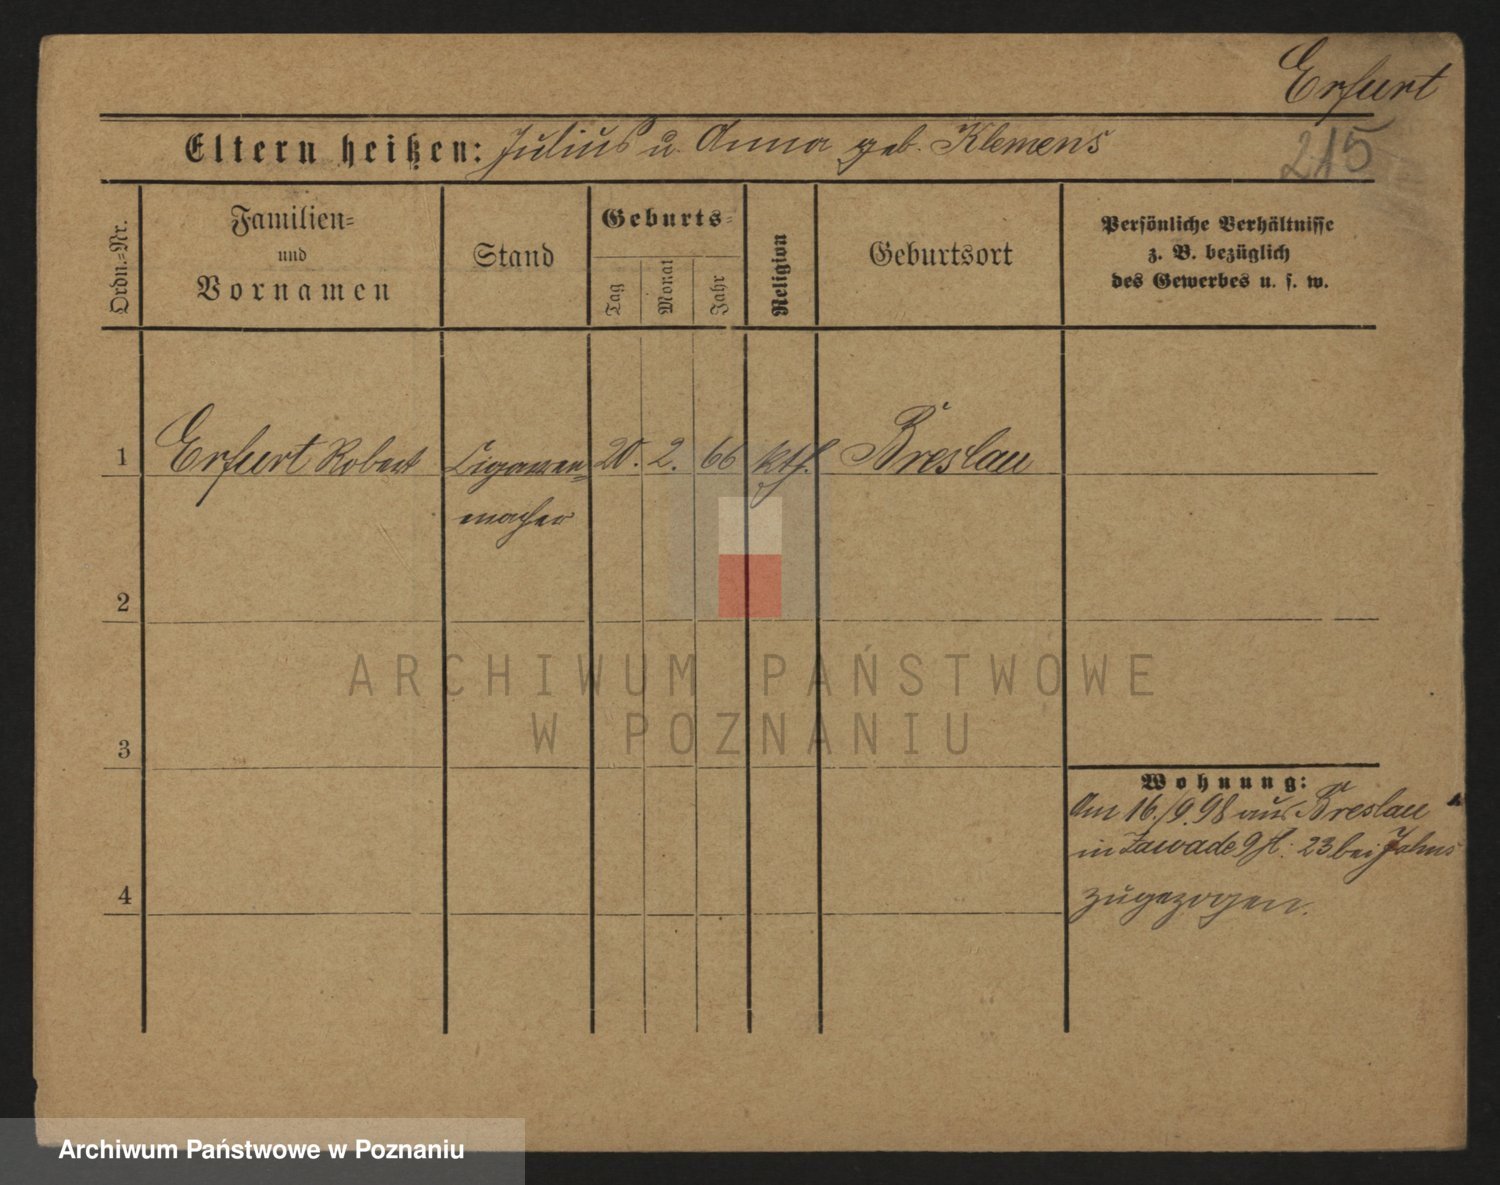 Erfurt
Eltern heißen: Julius u. Anna geb. Klemens
215
Ordn.=Nr.
Familien=
und
Vornamen
Stand
Geburts=
Tag
Monat
Jahr
Religion
Geburtsort
Persönliche Verhältnisse
z. B. bezüglich
des Gewerbes u. s. w.
1 Erfurt Robert Cigarren= 20. 2. 66 kth. Breslau
macher
2
3
4
ARCHIWUM PAŃSTWOWE
W POZNANIU
Wohnung:
Am 16./9.98 aus Breslau
in Zawade 23 bei Jahns
zugezogen.
Archiwum Państwowe w Poznaniu